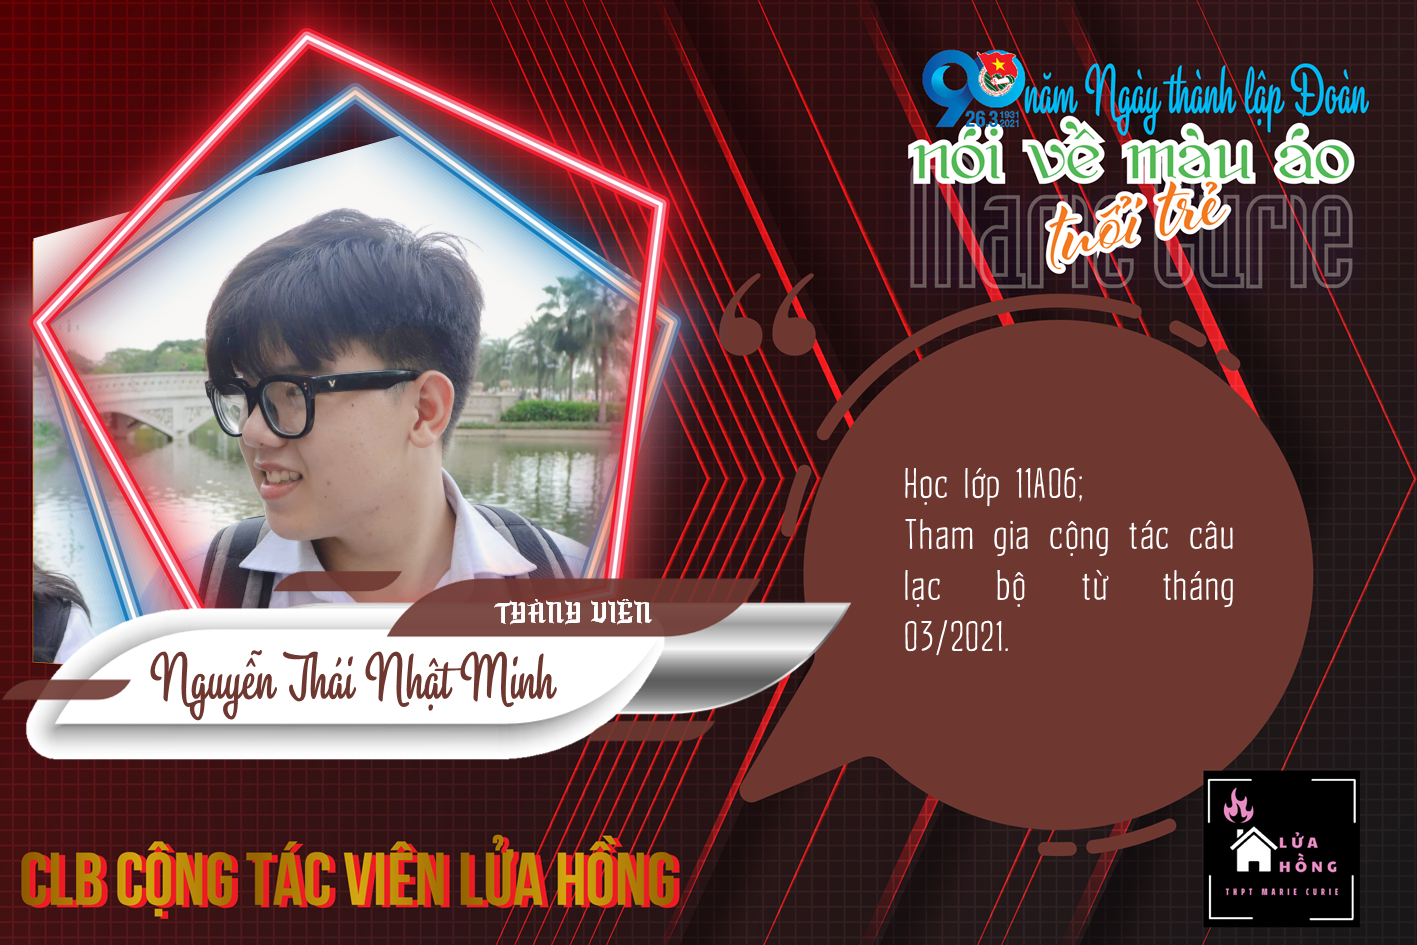 90 năm Ngày thành lập Đoàn
26.3 1931 2021
nói về màu áo
Marie Curie
tuổi trẻ
Học lớp 11A06;
Tham gia cộng tác câu
lạc bộ từ tháng
03/2021.
THÀNH VIÊN
Nguyễn Thái Nhật Minh
CLB CỘNG TÁC VIÊN LỬA HỒNG
LỬA
HỒNG
THPT MARIE CURIE